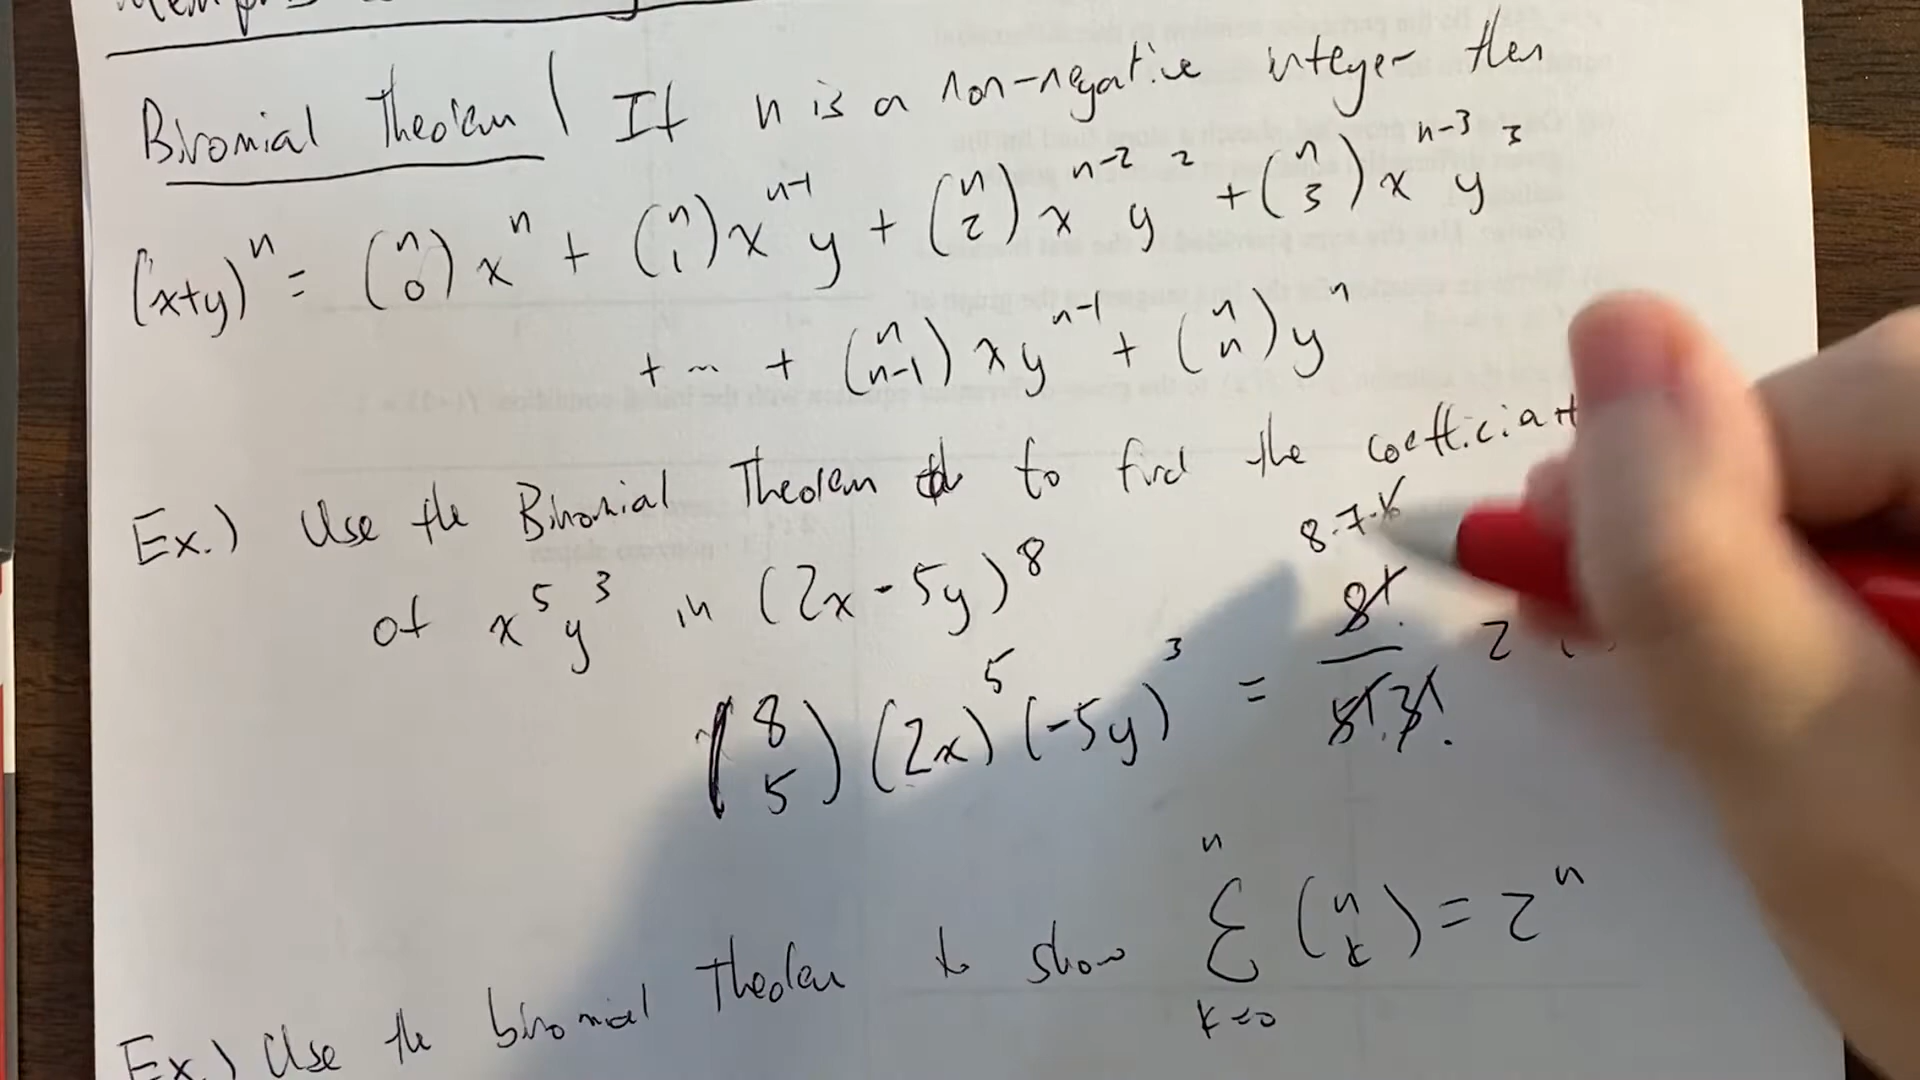 Binomial Theorem | If n is a non-negative integer then
(x+y)^n = (n 0) x^n + (n 1) x^{n-1} y + (n 2) x^{n-2} y^2 + (n 3) x^{n-3} y^3
+ ... + (n n-1) x y^{n-1} + (n n) y^n
Ex.) Use the Binomial Theorem to find the coefficient
of x^5 y^3 in (2x - 5y)^8
8·7·6
(8 5) (2x)^5 (-5y)^3 = 8! / 5! 3! 2
Ex.) Use the binomial Theorem to show \sum_{k=0}^{n} (n k) = 2^n